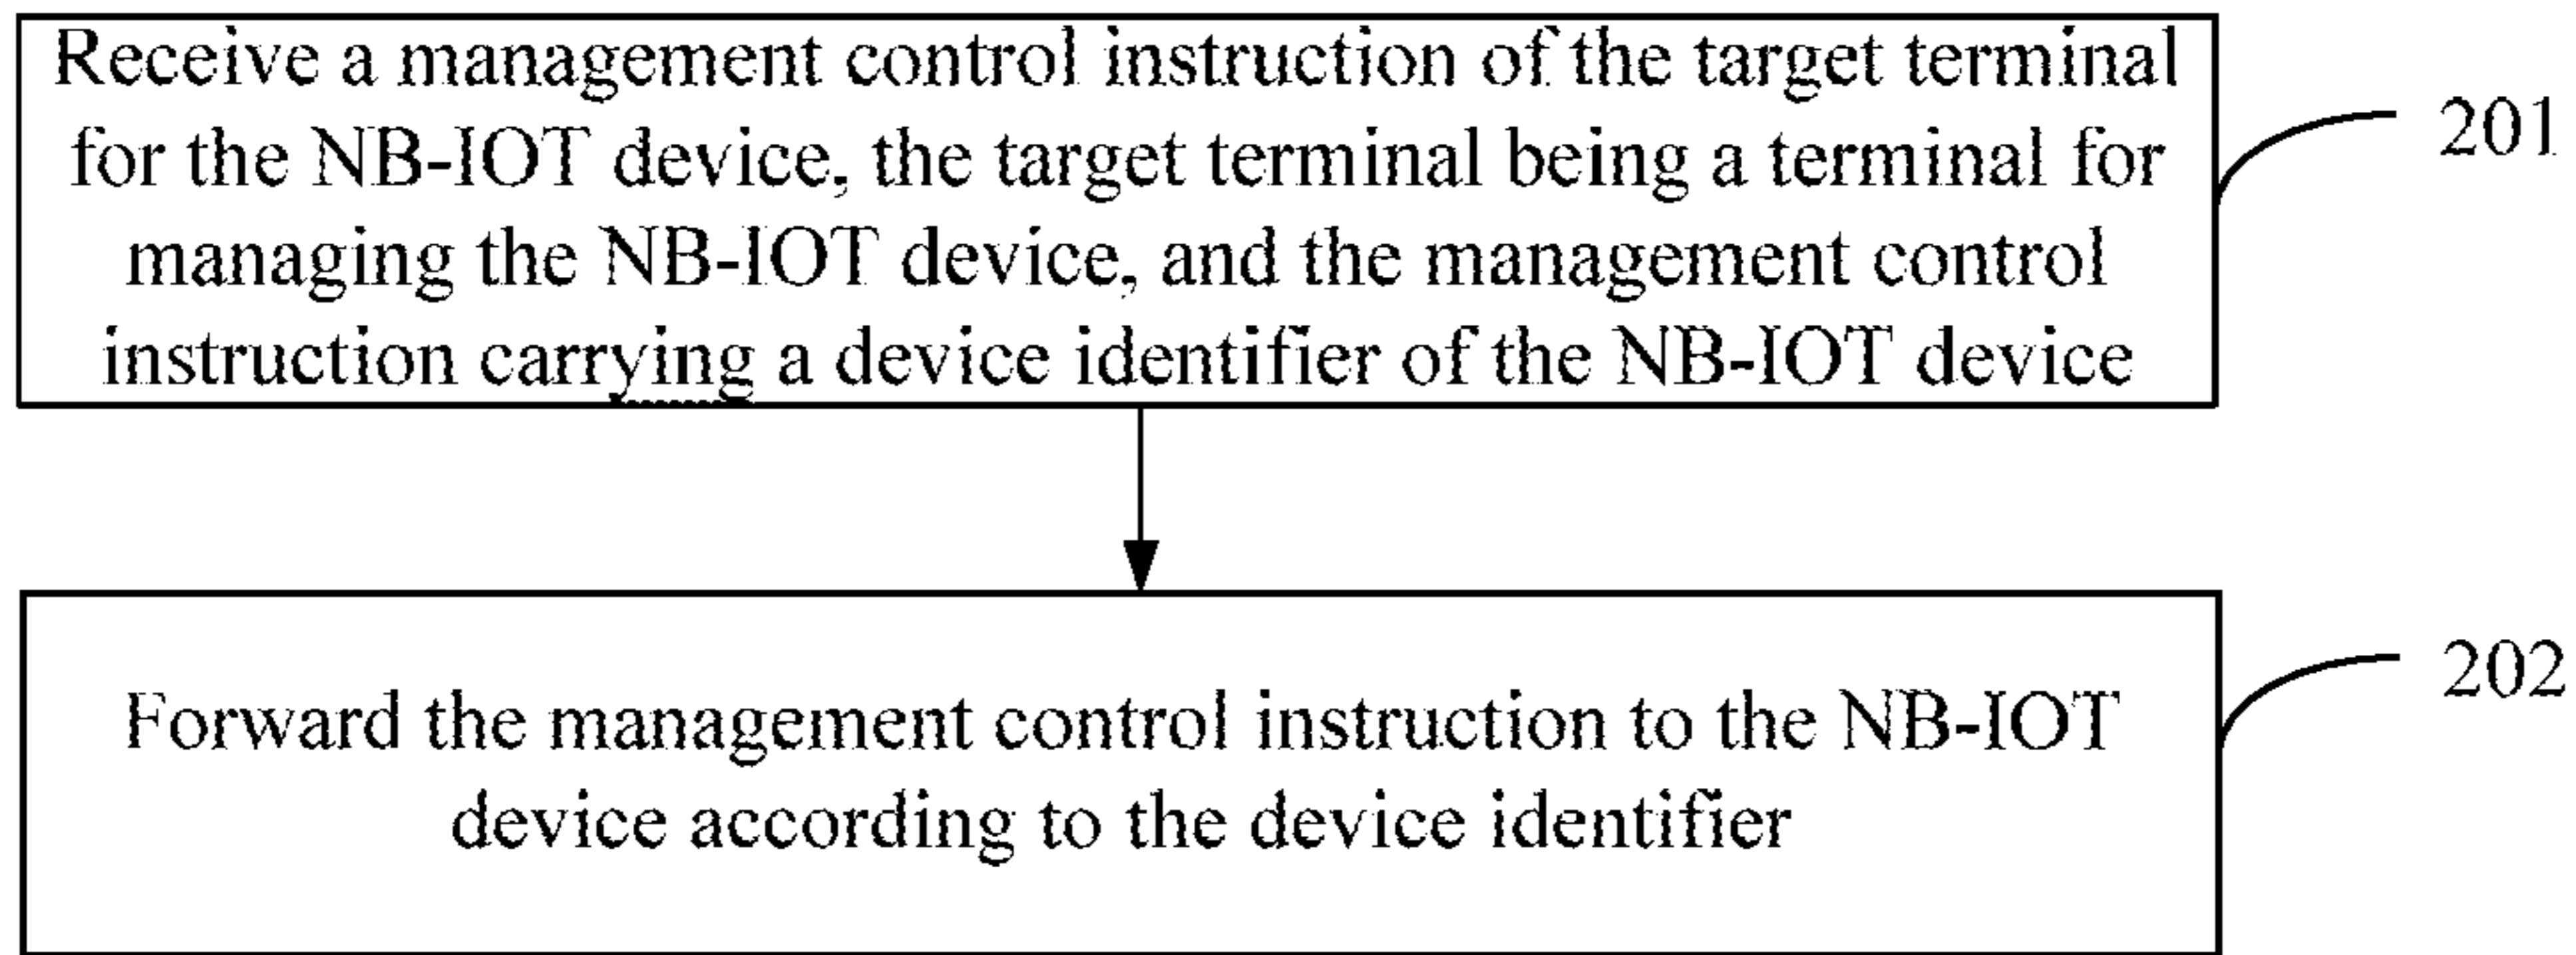 Receive a management control instruction of the target terminal
for the NB-IOT device, the target terminal being a terminal for
managing the NB-IOT device, and the management control
instruction carrying a device identifier of the NB-IOT device
201
Forward the management control instruction to the NB-IOT
device according to the device identifier
202